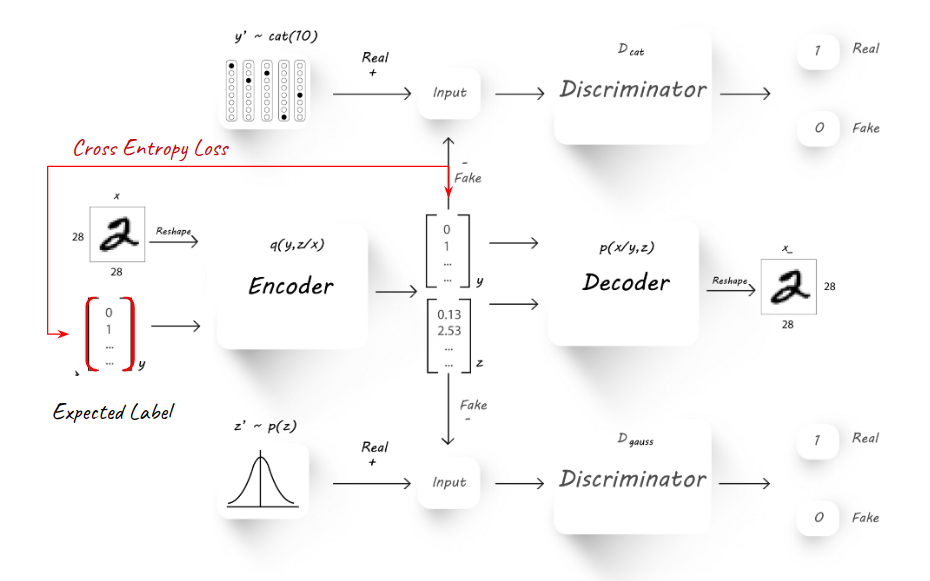 y' ~ cat(10)
Real
+
Input
D cat
Discriminator
1
Real
0
Fake
Cross Entropy Loss
-
Fake
x
28
28
Reshape
q(y,z/x)
Encoder
0
1
...
...
y
p(x/y,z)
Decoder
Reshape
x_
28
28
0
1
...
...
y
0.13
2.53
...
...
z
Expected Label
Fake
-
z' ~ p(z)
Real
+
Input
D gauss
Discriminator
1
Real
0
Fake